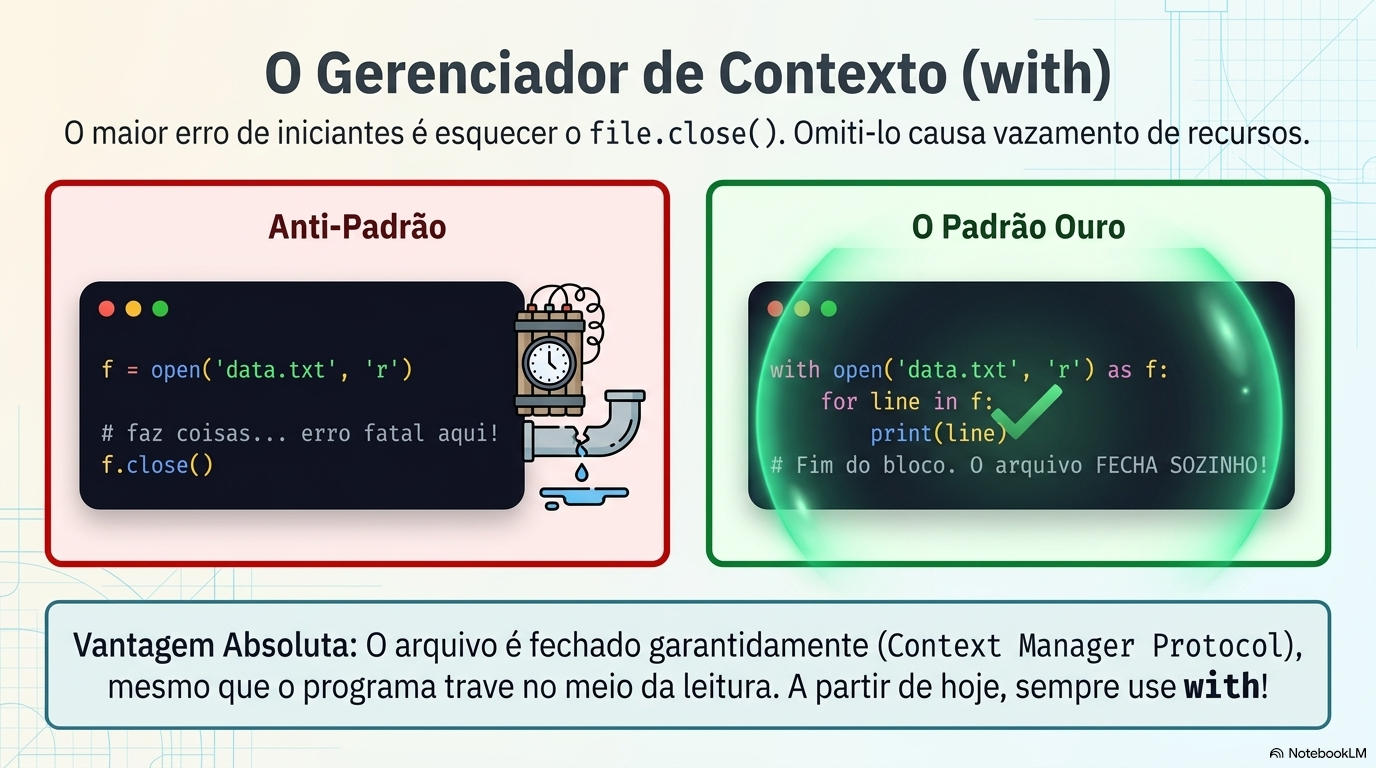 O Gerenciador de Contexto (with)
O maior erro de iniciantes é esquecer o file.close(). Omiti-lo causa vazamento de recursos.
Anti-Padrão
f = open('data.txt', 'r')
# faz coisas... erro fatal aqui!
f.close()
O Padrão Ouro
with open('data.txt', 'r') as f:
    for line in f:
        print(line)
# Fim do bloco. O arquivo FECHA SOZINHO!
Vantagem Absoluta: O arquivo é fechado garantidamente (Context Manager Protocol),
mesmo que o programa trave no meio da leitura. A partir de hoje, sempre use with!
NotebookLM